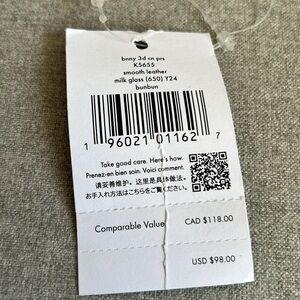 bnny 3d cn prs
K5655
smooth leather
milk glass (650) Y24
bunbun
1 96021 01162 7
Take good care. Here's how.
Prenez-en bien soin. Voici comment.
请妥善维护。这里是具体做法。
お手入れ方法はこちらをご覧ください。
Comparable Value CAD $118.00
USD $98.00